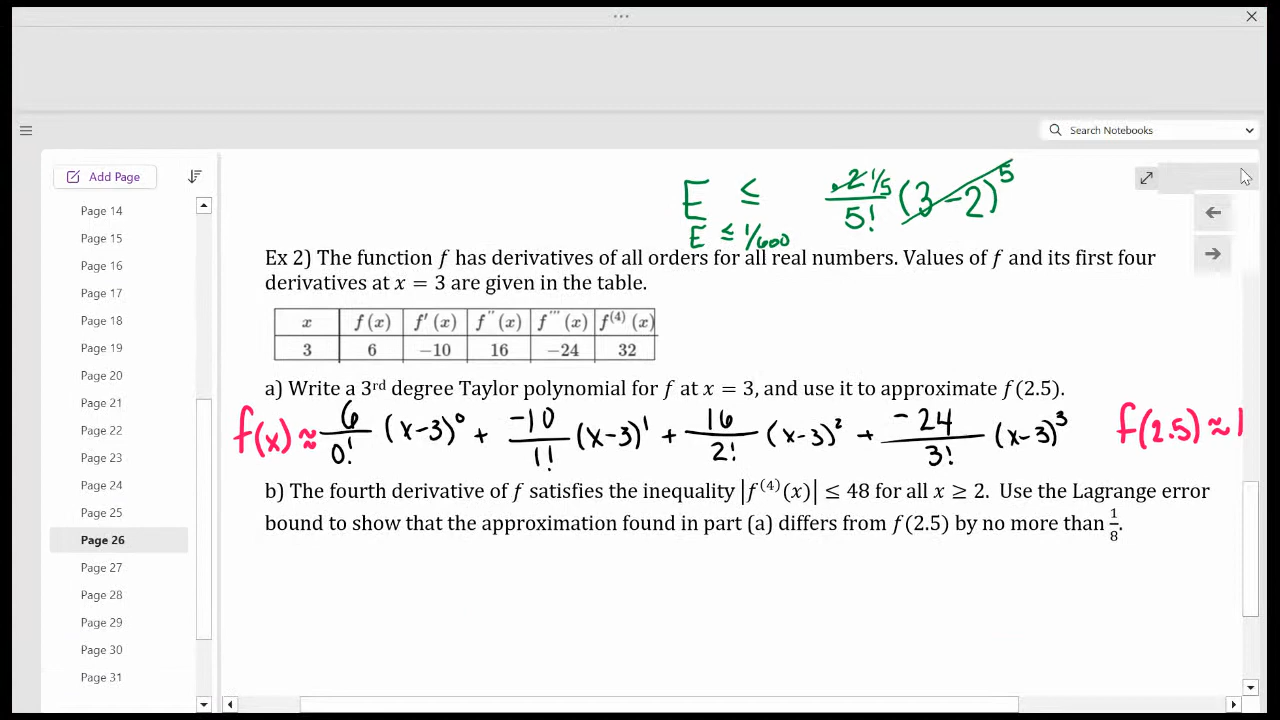 Search Notebooks
Add Page
Page 14
Page 15
Page 16
Page 17
Page 18
Page 19
Page 20
Page 21
Page 22
Page 23
Page 24
Page 25
Page 26
Page 27
Page 28
Page 29
Page 30
Page 31
E ≤ .2 1/5 / 5! (3-2)^5
E ≤ 1/600
Ex 2) The function f has derivatives of all orders for all real numbers. Values of f and its first four
derivatives at x = 3 are given in the table.
x f(x) f′(x) f″(x) f‴(x) f⁽⁴⁾(x)
3 6 −10 16 −24 32
a) Write a 3rd degree Taylor polynomial for f at x = 3, and use it to approximate f(2.5).
f(x) ≈ 6/0! (x-3)^0 + -10/1! (x-3)^1 + 16/2! (x-3)^2 + -24/3! (x-3)^3 f(2.5) ≈ 1
b) The fourth derivative of f satisfies the inequality |f⁽⁴⁾(x)| ≤ 48 for all x ≥ 2. Use the Lagrange error
bound to show that the approximation found in part (a) differs from f(2.5) by no more than 1/8.